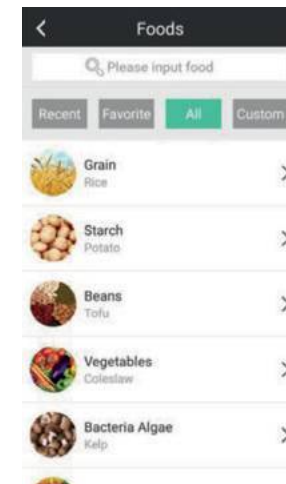 Foods
Please input food
Recent Favorite All Custom
Grain
Rice
Starch
Potato
Beans
Tofu
Vegetables
Coleslaw
Bacteria Algae
Kelp